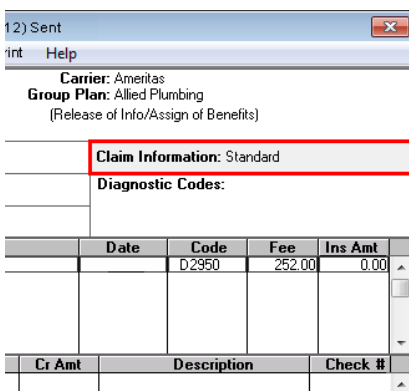 12) Sent
rint Help
Carrier: Ameritas
Group Plan: Allied Plumbing
(Release of Info/Assign of Benefits)
Claim Information: Standard
Diagnostic Codes:
Date Code Fee Ins Amt
D2950 252.00 0.00
Cr Amt Description Check #